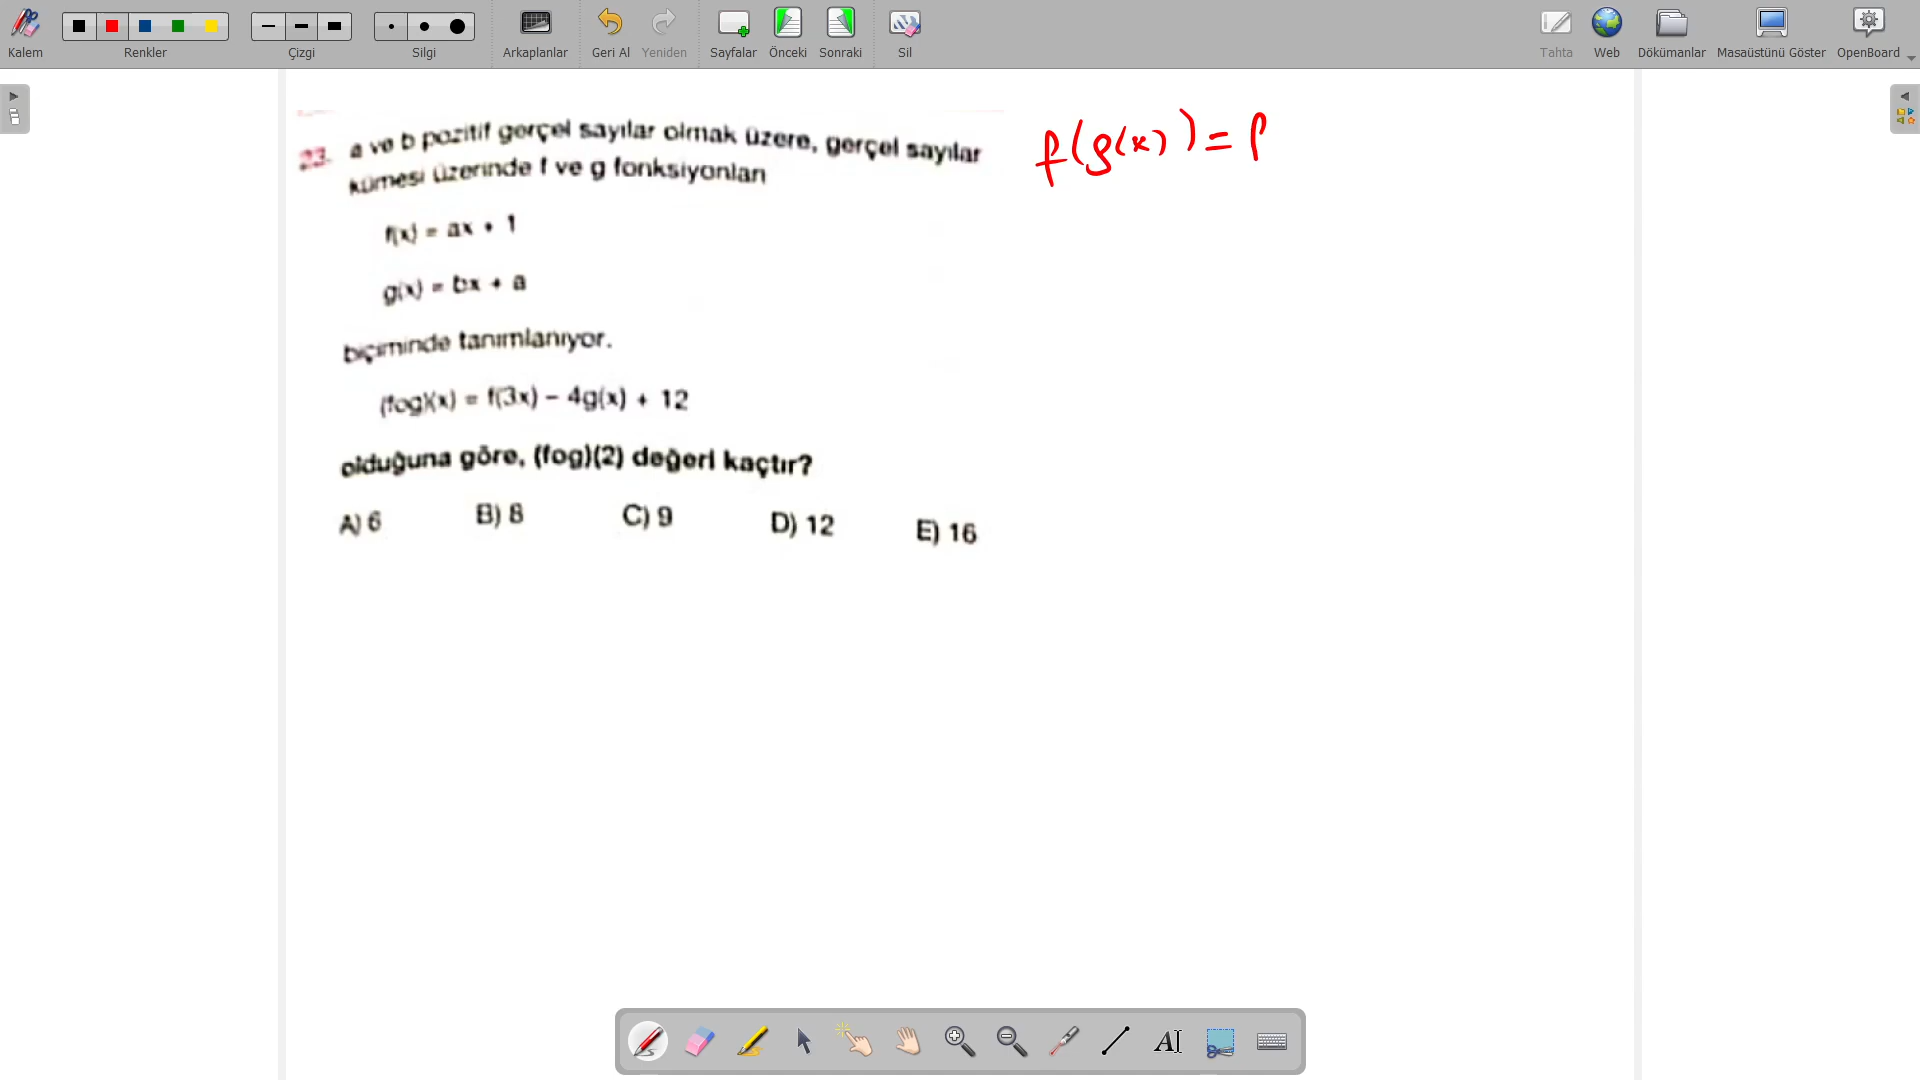 Kalem
Renkler
Çizgi
Silgi
Arkaplanlar
Geri Al
Yeniden
Sayfalar
Önceki
Sonraki
Sil
Tahta
Web
Dökümanlar
Masaüstünü Göster
OpenBoard
23. a ve b pozitif gerçel sayılar olmak üzere, gerçel sayılar
kümesi üzerinde f ve g fonksiyonları
f(x) = ax + 1
g(x) = bx + a
biçiminde tanımlanıyor.
(fog)(x) = f(3x) − 4g(x) + 12
olduğuna göre, (fog)(2) değeri kaçtır?
A) 6 B) 8 C) 9 D) 12 E) 16
f(g(x)) = f